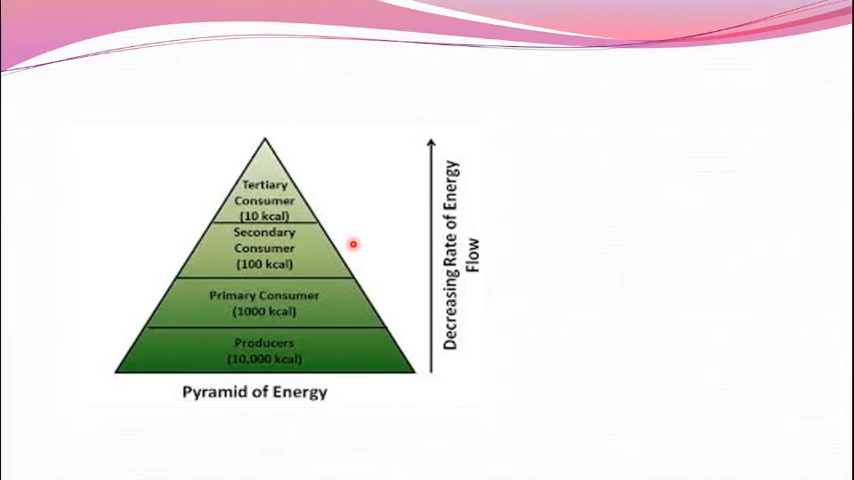 Tertiary
Consumer
(10 kcal)
Secondary
Consumer
(100 kcal)
Primary Consumer
(1000 kcal)
Producers
(10,000 kcal)
Pyramid of Energy
Decreasing Rate of Energy
Flow